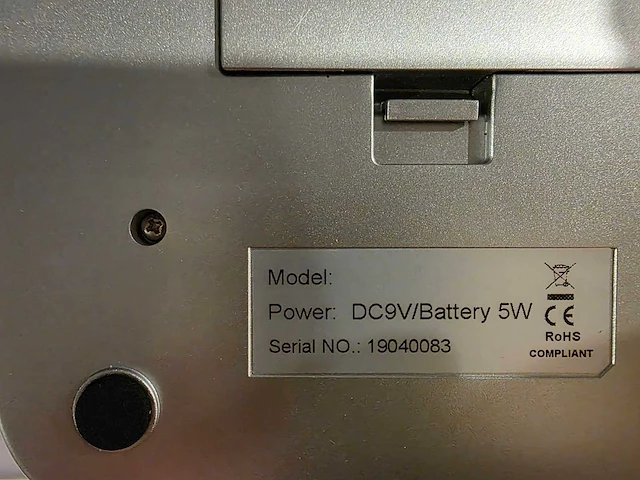 Model:
Power: DC9V/Battery 5W
Serial NO.: 19040083
CE
RoHS
COMPLIANT